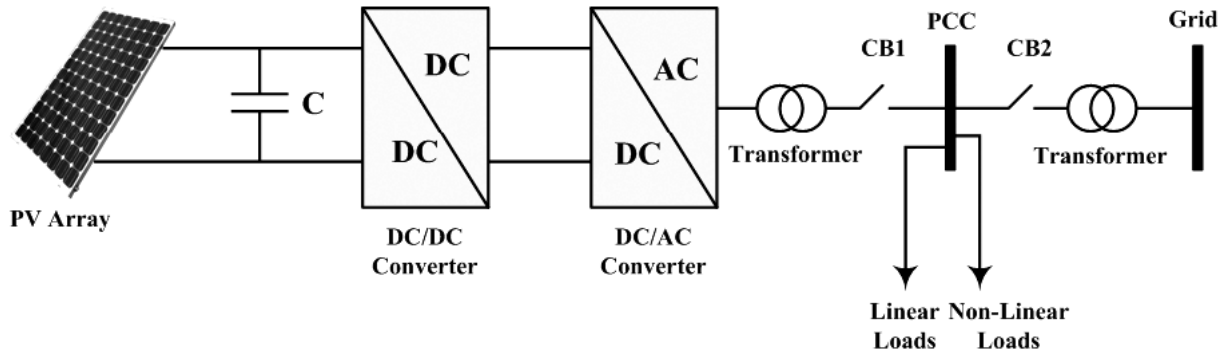 PV Array
C
DC
DC
DC/DC
Converter
AC
DC
DC/AC
Converter
Transformer
CB1
PCC
CB2
Transformer
Grid
Linear
Loads
Non-Linear
Loads